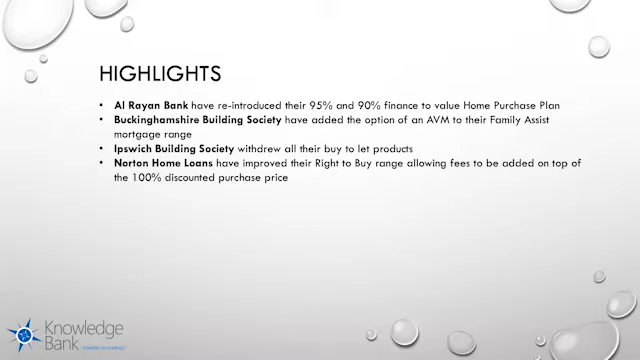 HIGHLIGHTS
• Al Rayan Bank have re-introduced their 95% and 90% finance to value Home Purchase Plan
• Buckinghamshire Building Society have added the option of an AVM to their Family Assist
mortgage range
• Ipswich Building Society withdrew all their buy to let products
• Norton Home Loans have improved their Right to Buy range allowing fees to be added on top of
the 100% discounted purchase price
Knowledge
Bank